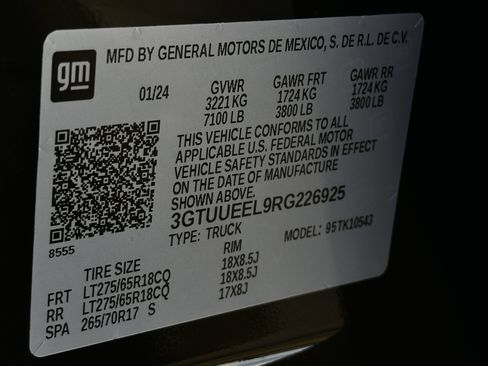 gm
MFD BY GENERAL MOTORS DE MEXICO, S. DE R.L. DE C.V.
01/24 GVWR GAWR FRT GAWR RR
3221 KG 1724 KG 1724 KG
7100 LB 3800 LB 3800 LB
THIS VEHICLE CONFORMS TO ALL
APPLICABLE U.S. FEDERAL MOTOR
VEHICLE SAFETY STANDARDS IN EFFECT
ON THE DATE OF MANUFACTURE
SHOWN ABOVE.
3GTUUEEL9RG226925
8555 TYPE: TRUCK MODEL: 95TK10543
TIRE SIZE RIM
FRT LT275/65R18CQ 18X8.5J
RR LT275/65R18CQ 18X8.5J
SPA 265/70R17 S 17X8J